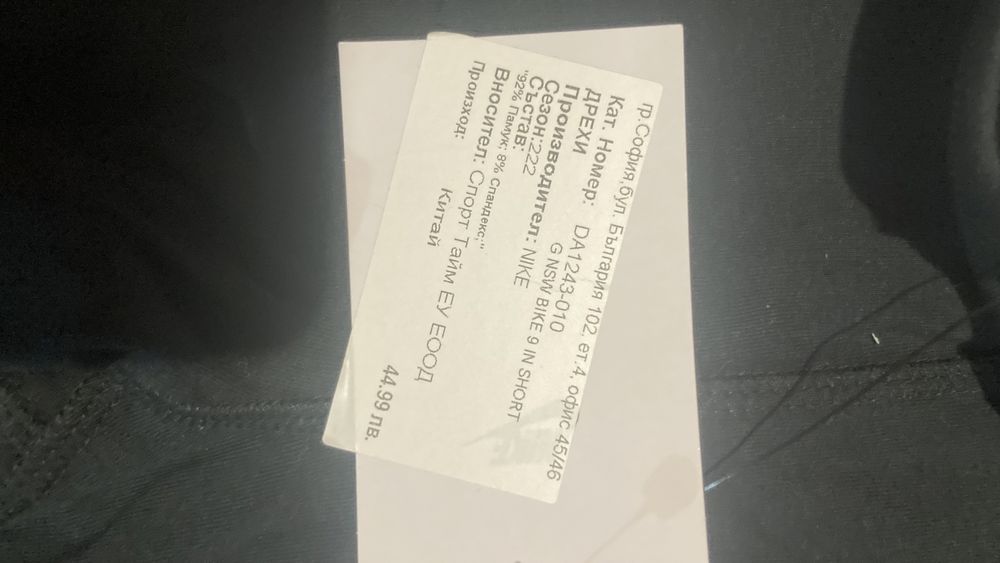 Кат. Номер: DA1243-010
ДРЕХИ G NSW BIKE 9 IN SHORT
Производител: NIKE
Сезон:222
Състав:
"92% Памук; 8% Спандекс;"
Вносител: Спорт Тайм ЕУ ЕООД
гр.София,бул. България 102, ет.4, офис 45/46
Произход: Китай
44.99 лв.